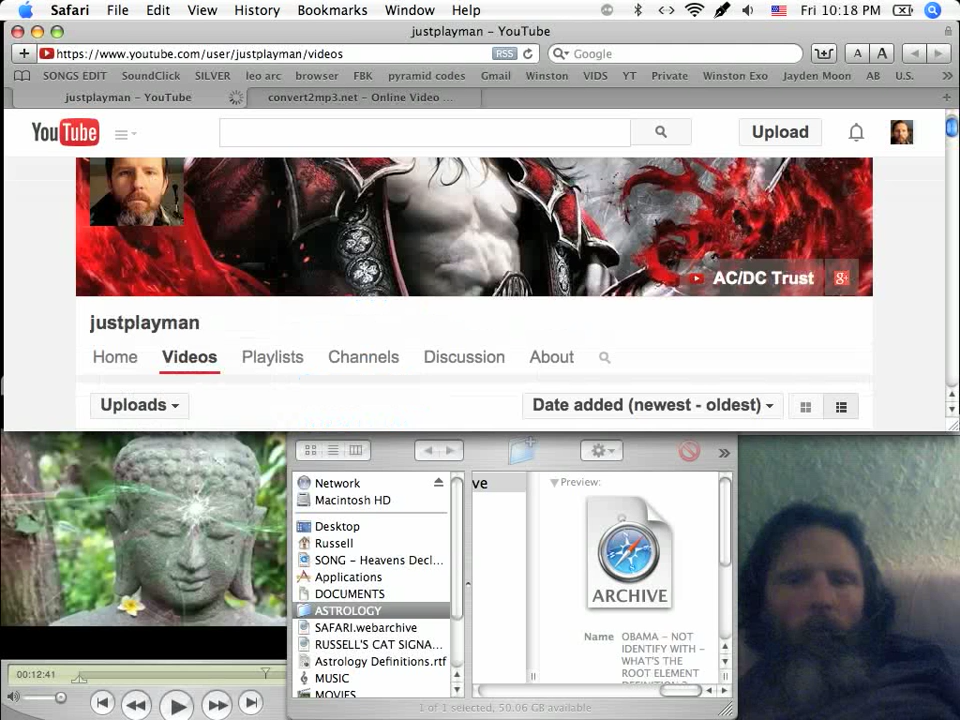 Safari File Edit View History Bookmarks Window Help Fri 10:18 PM
justplayman – YouTube
https://www.youtube.com/user/justplayman/videos RSS Google A A
SONGS EDIT SoundClick SILVER leo arc browser FBK pyramid codes Gmail Winston VIDS YT Private Winston Exo Jayden Moon AB U.S. »
justplayman – YouTube convert2mp3.net – Online Video ...
YouTube Upload
AC/DC Trust g+
justplayman
Home Videos Playlists Channels Discussion About
Uploads Date added (newest - oldest)
»
Network
Macintosh HD
Desktop
Russell
SONG – Heavens Decl...
Applications
DOCUMENTS
ASTROLOGY
SAFARI.webarchive
RUSSELL'S CAT SIGNA...
Astrology Definitions.rtf
MUSIC
MOVIES
ve
Preview:
ARCHIVE
Name OBAMA – NOT
IDENTIFY WITH –
WHAT'S THE
ROOT ELEMENT
DEFINITION
1 of 1 selected, 50.06 GB available
00:12:41